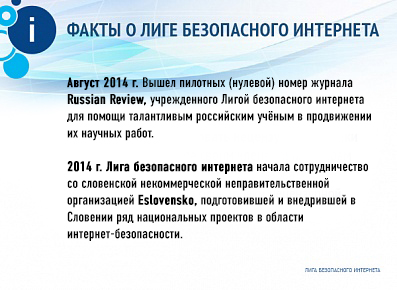 i
ФАКТЫ О ЛИГЕ БЕЗОПАСНОГО ИНТЕРНЕТА
Август 2014 г. Вышел пилотных (нулевой) номер журнала
Russian Review, учрежденного Лигой безопасного интернета
для помощи талантливым российским учёным в продвижении
их научных работ.
2014 г. Лига безопасного интернета начала сотрудничество
со словенской некоммерческой неправительственной
организацией Eslovensko, подготовившей и внедрившей в
Словении ряд национальных проектов в области
интернет-безопасности.
ЛИГА БЕЗОПАСНОГО ИНТЕРНЕТА